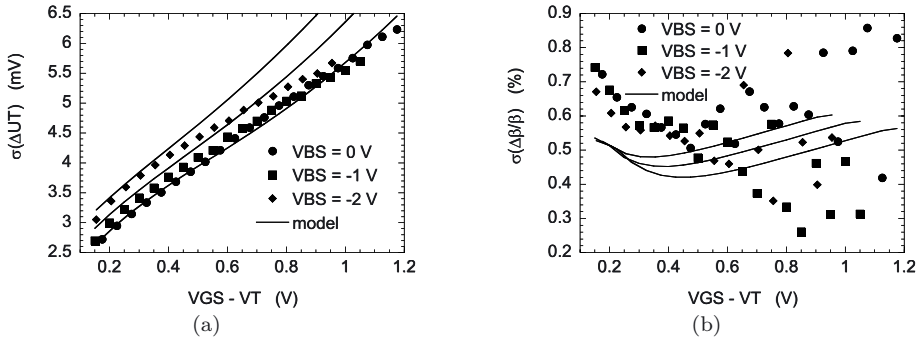 6.5
6
5.5
5
4.5
4
3.5
3
2.5
σ(ΔUT) (mV)
VBS = 0 V
VBS = -1 V
VBS = -2 V
model
0.2 0.4 0.6 0.8 1 1.2
VGS - VT (V)
(a)
0.9
0.8
0.7
0.6
0.5
0.4
0.3
0.2
σ(Δβ/β) (%)
VBS = 0 V
VBS = -1 V
VBS = -2 V
model
0.2 0.4 0.6 0.8 1 1.2
VGS - VT (V)
(b)